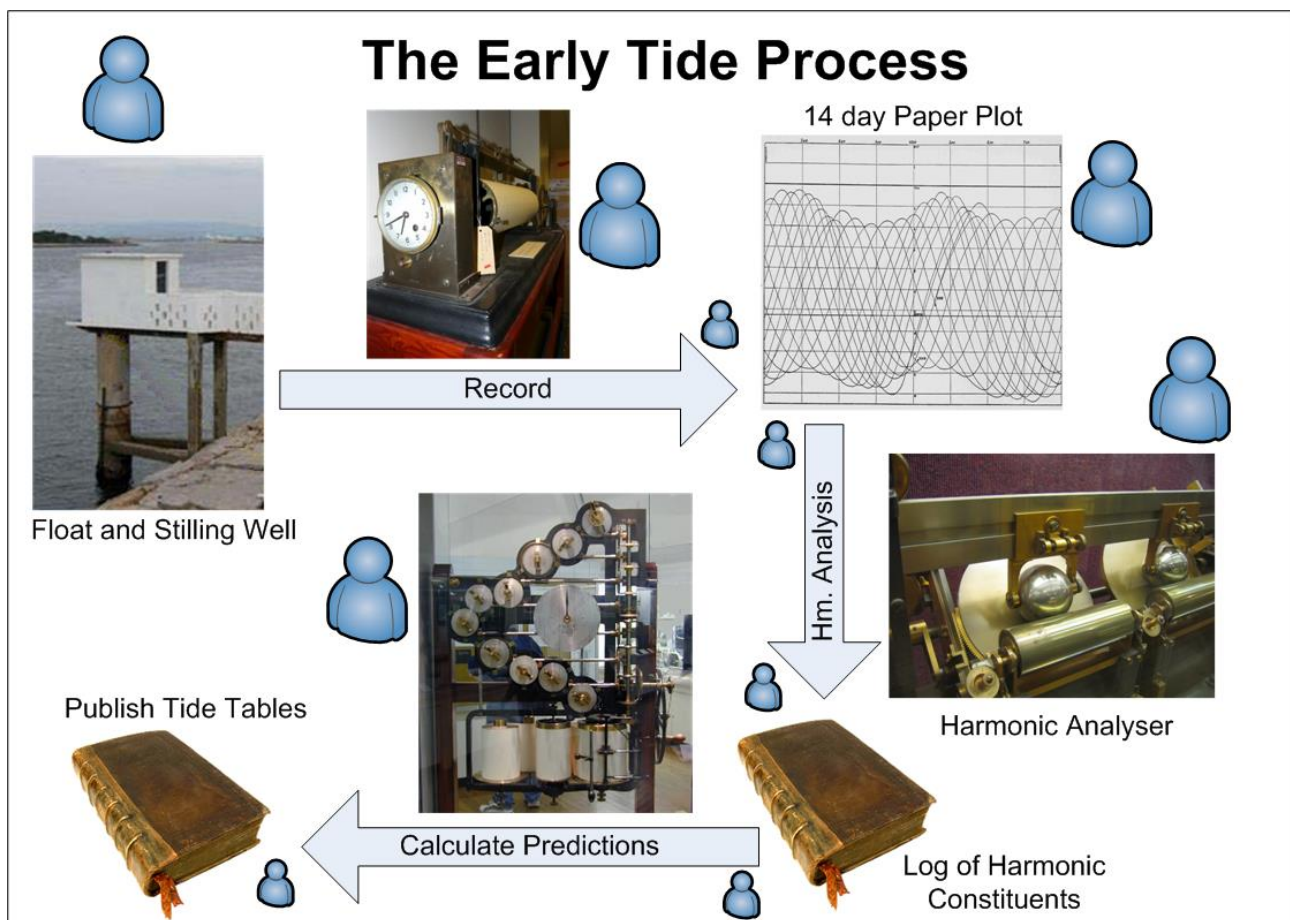 The Early Tide Process
14 day Paper Plot
Record
Float and Stilling Well
Hm. Analysis
Harmonic Analyser
Publish Tide Tables
Calculate Predictions
Log of Harmonic
Constituents